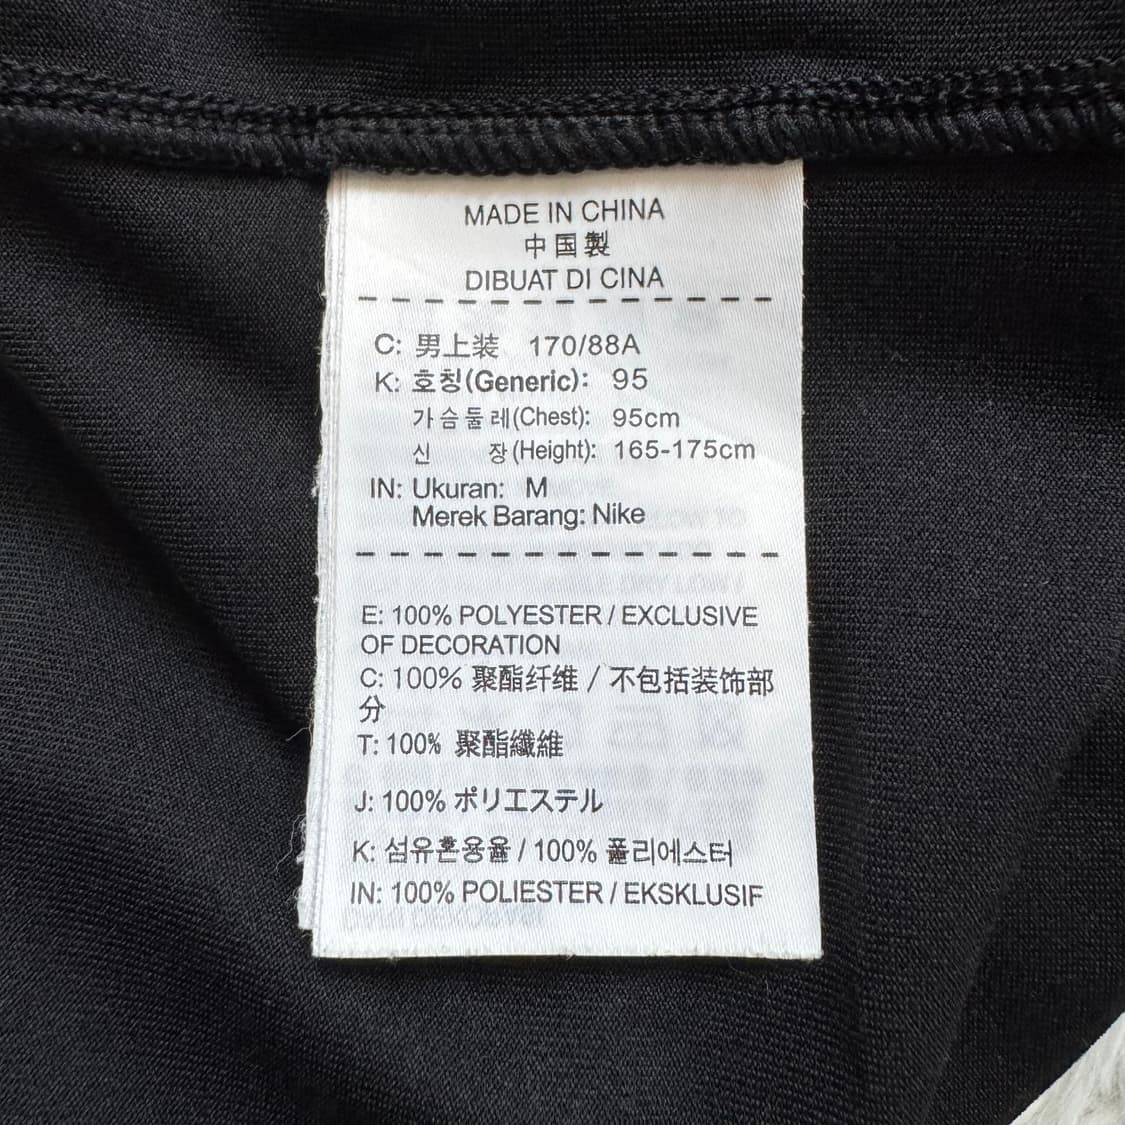 MADE IN CHINA
中国製
DIBUAT DI CINA
C: 男上装 170/88A
K: 호칭(Generic): 95
가슴둘레(Chest): 95cm
신 장(Height): 165-175cm
IN: Ukuran: M
Merek Barang: Nike
E: 100% POLYESTER / EXCLUSIVE
OF DECORATION
C: 100% 聚酯纤维 / 不包括装饰部
分
T: 100% 聚酯纖維
J: 100% ポリエステル
K: 섬유혼용율 / 100% 폴리에스터
IN: 100% POLIESTER / EKSKLUSIF